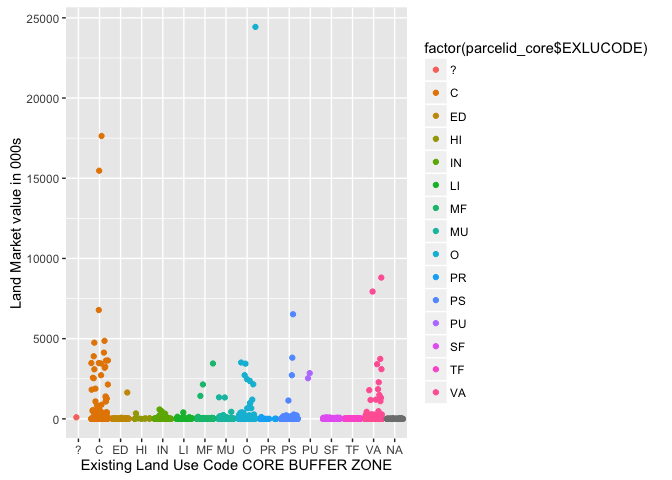 25000
20000
15000
10000
5000
0
Land Market value in 000s
? C ED HI IN LI MF MU O PR PS PU SF TF VA NA
Existing Land Use Code CORE BUFFER ZONE
factor(parcelid_core$EXLUCODE)
?
C
ED
HI
IN
LI
MF
MU
O
PR
PS
PU
SF
TF
VA